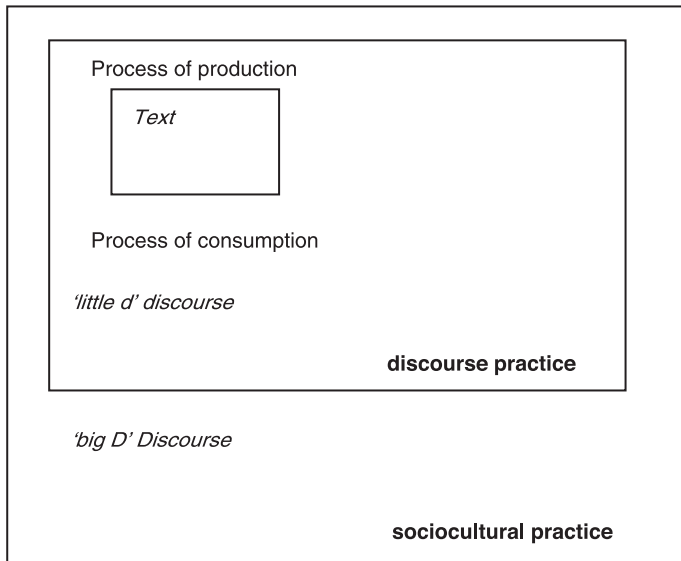 Process of production
Text
Process of consumption
‘little d’ discourse
discourse practice
‘big D’ Discourse
sociocultural practice